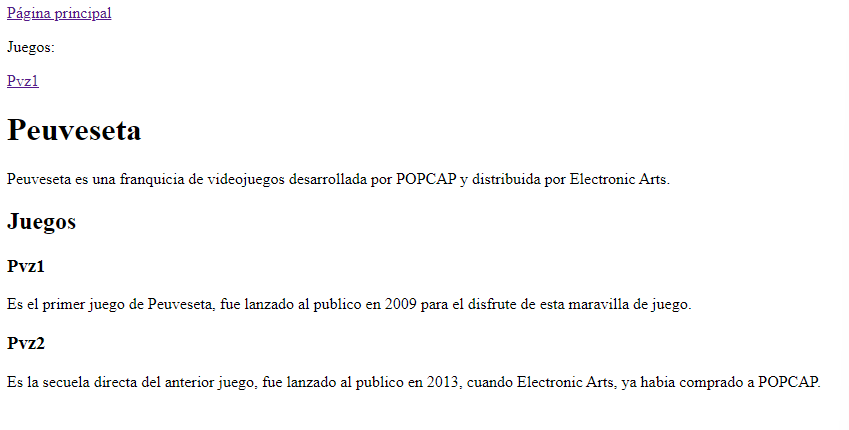 Página principal
Juegos:
Pvz1
Peuveseta
Peuveseta es una franquicia de videojuegos desarrollada por POPCAP y distribuida por Electronic Arts.
Juegos
Pvz1
Es el primer juego de Peuveseta, fue lanzado al publico en 2009 para el disfrute de esta maravilla de juego.
Pvz2
Es la secuela directa del anterior juego, fue lanzado al publico en 2013, cuando Electronic Arts, ya habia comprado a POPCAP.